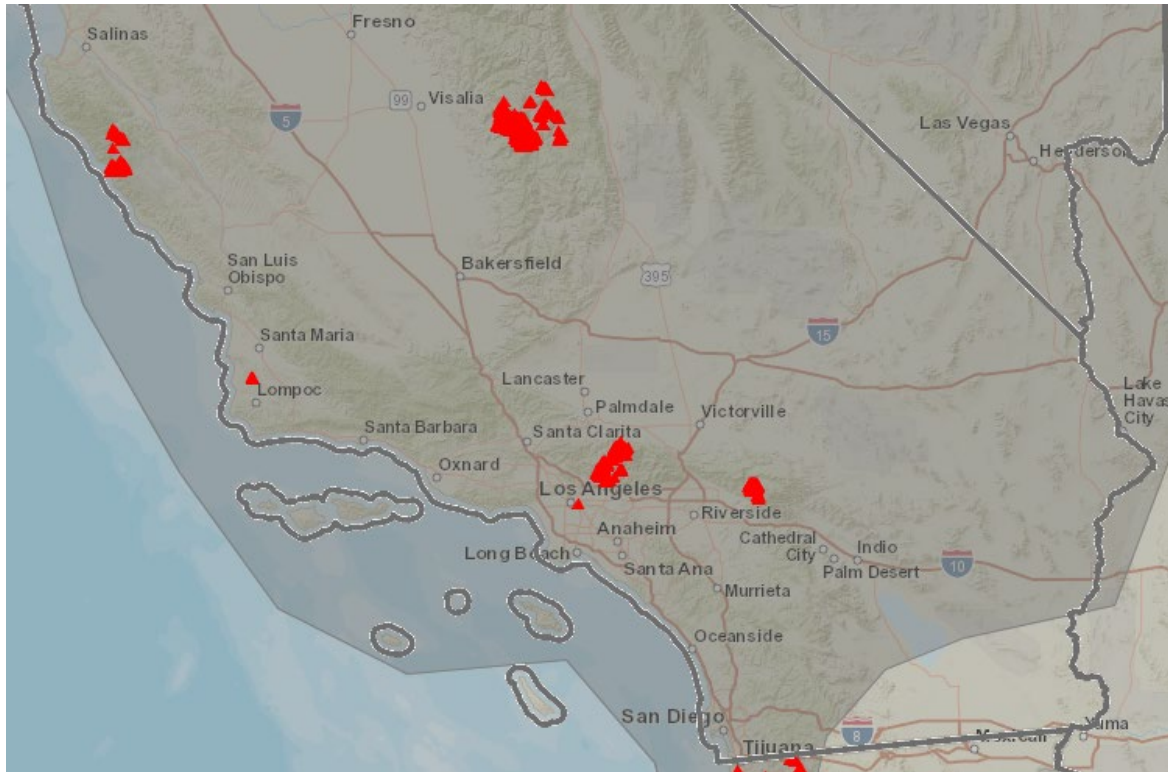 Fresno
Salinas
99
Visalia
5
Las Vegas
Henderson
San Luis
Obispo
Bakersfield
395
15
Santa Maria
Lancaster
Lompoc
Palmdale
Victorville
Lake
Havas
City
Santa Barbara
Santa Clarita
Oxnard
Los Angeles
Riverside
Anaheim
Cathedral
City
Indio
Long Beach
Santa Ana
Palm Desert
10
Murrieta
Oceanside
San Diego
8
Yuma
Tijuana
Mexicali